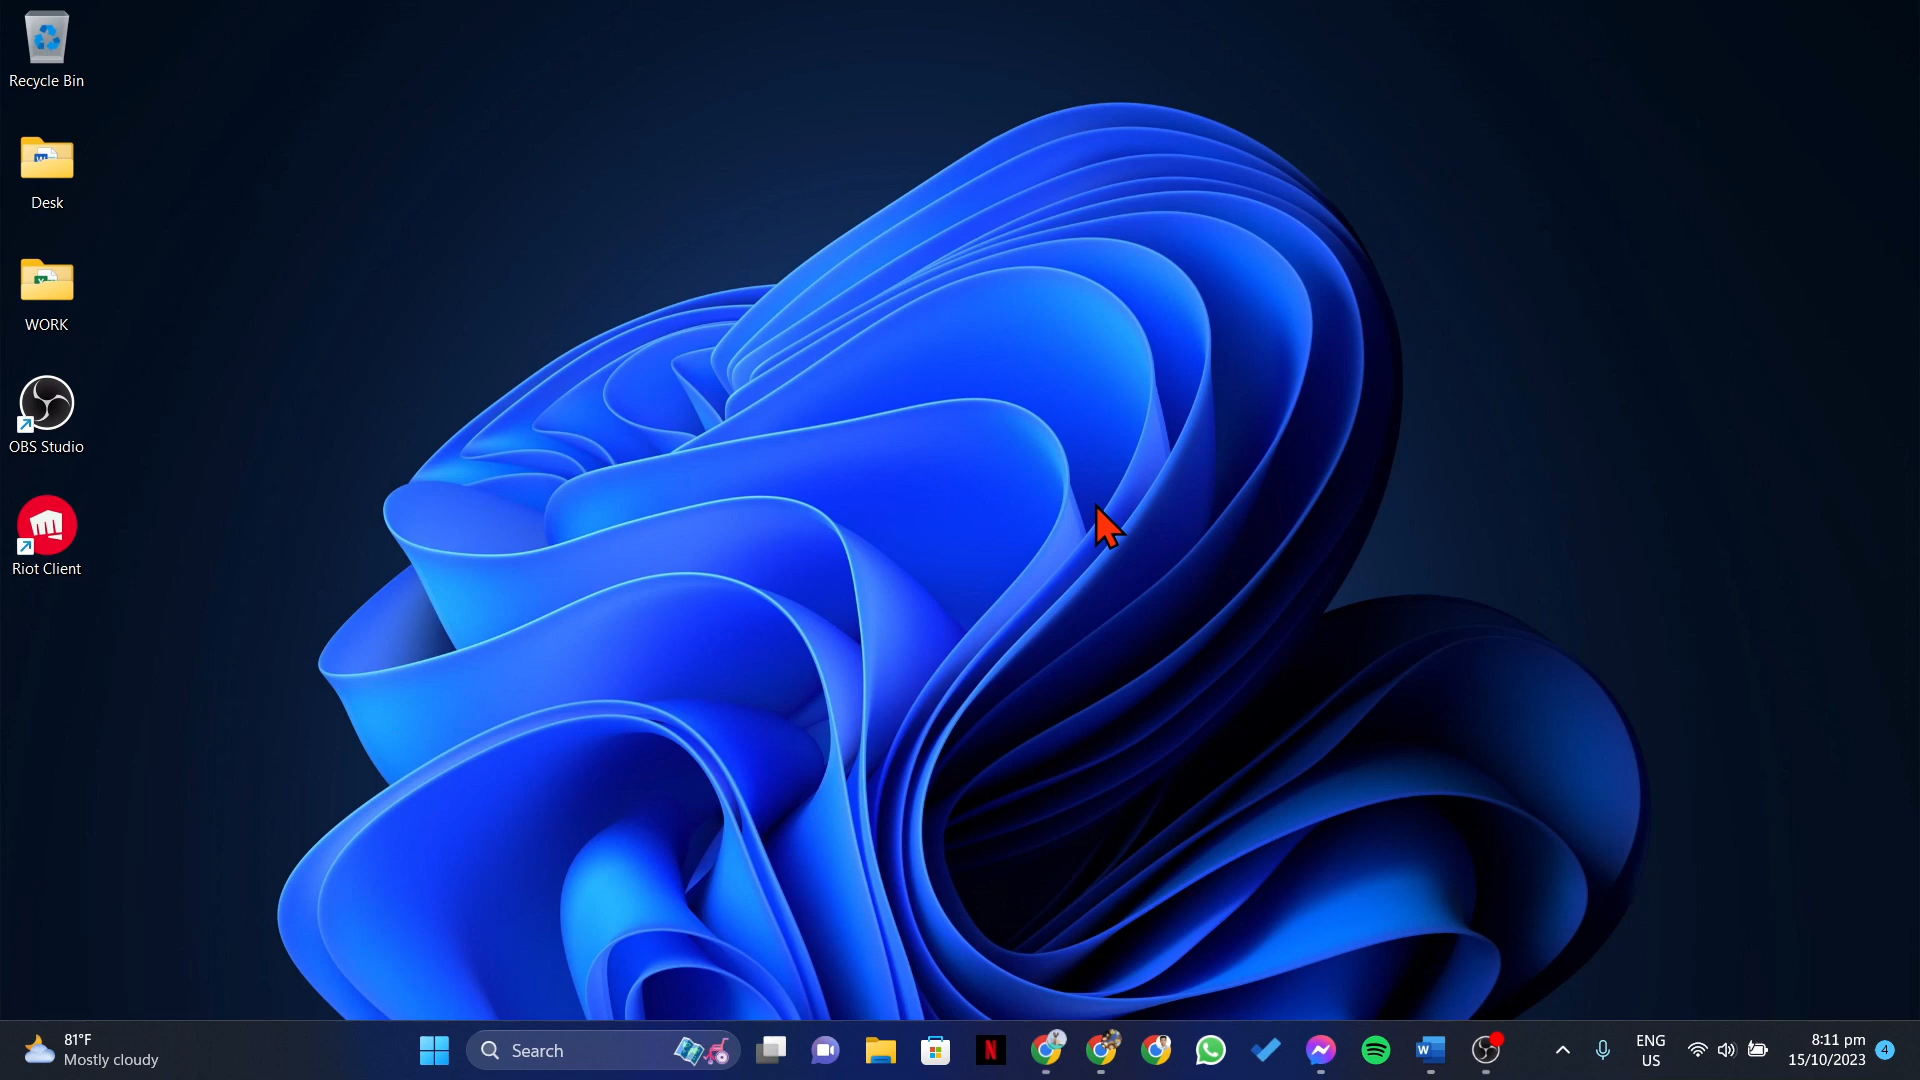 Recycle Bin
Desk
WORK
OBS Studio
Riot Client
81°F
Mostly cloudy
Search
N
W
ENG
US
8:11 pm
15/10/2023
4